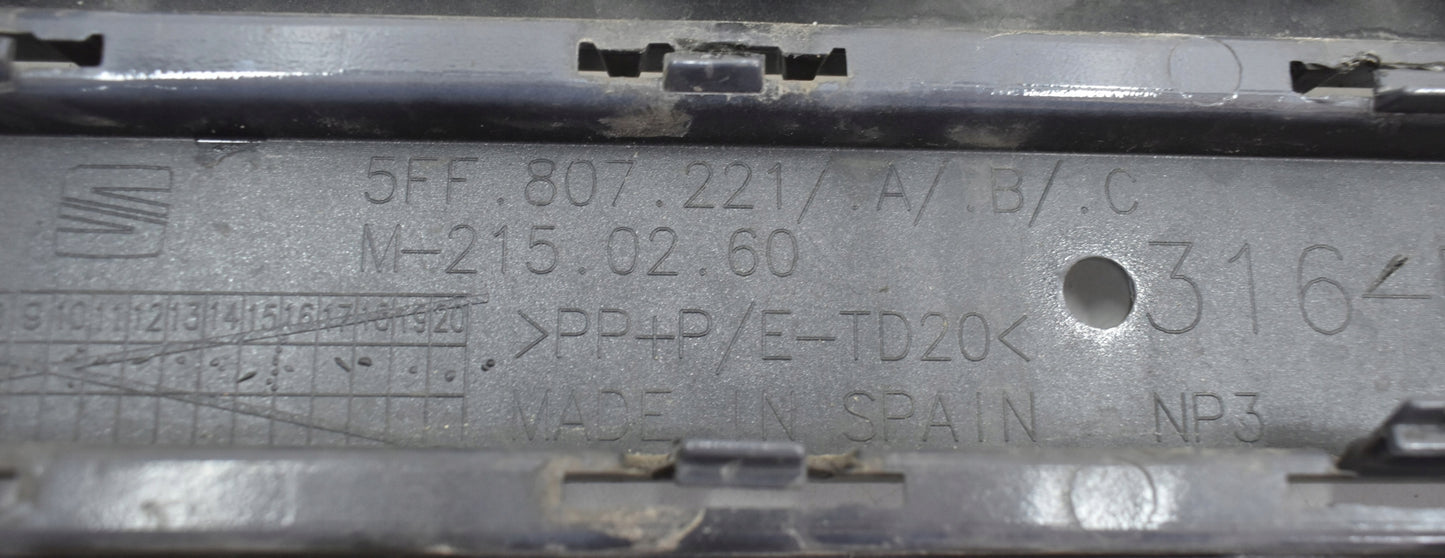 5FF.807.221/.A/.B/.C
M-215.02.60
3164
9 10 11 12 13 14 15 16 17 18 19 20
>PP+P/E-TD20<
MADE IN SPAIN NP3